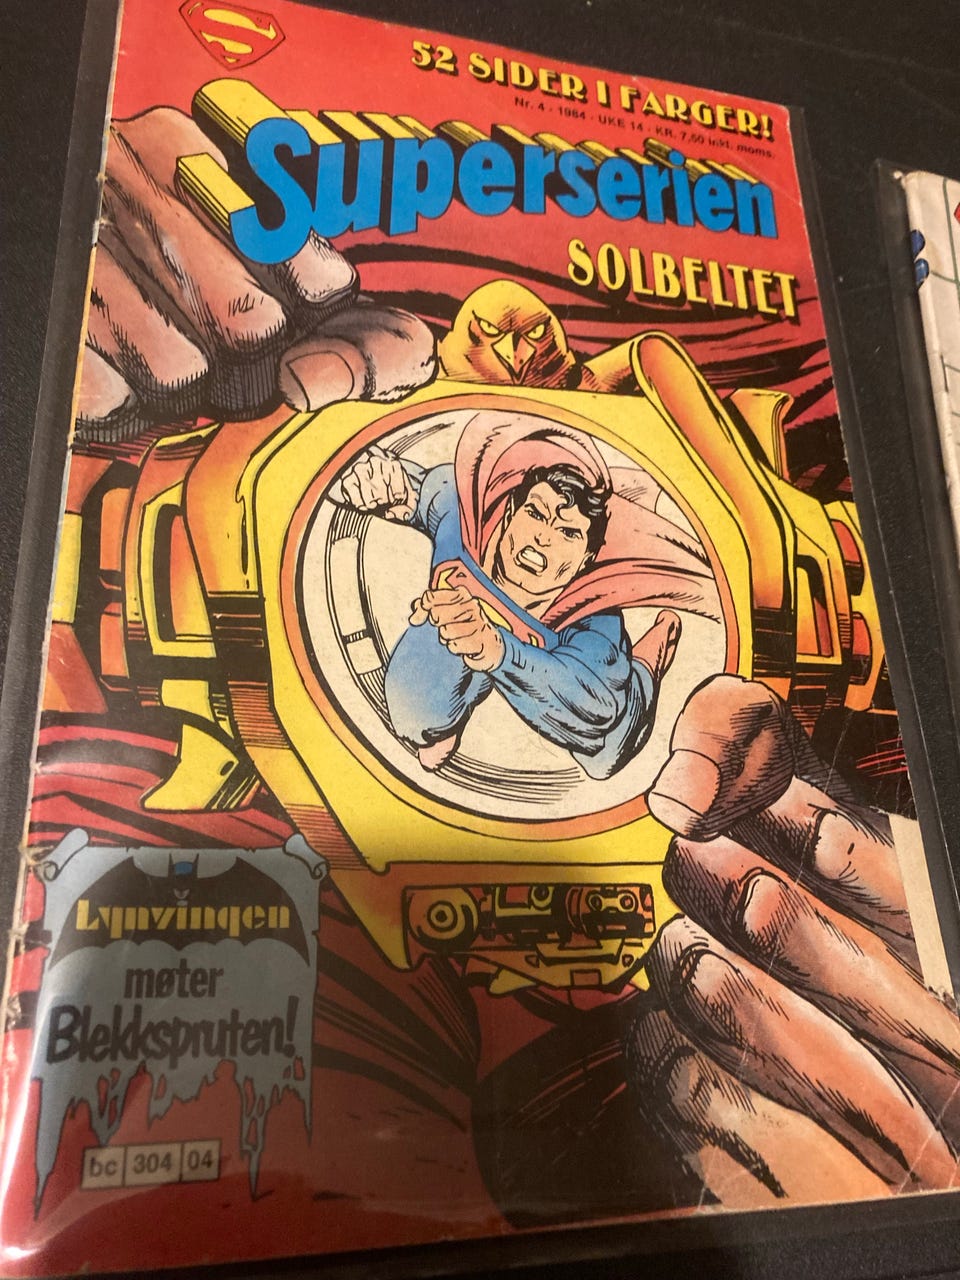 52 SIDER I FARGER!
Nr. 4 - 1984 - UKE 14 - KR. 7,50 inkl. moms.
Superserien
SOLBELTET
Lynvingen
møter
Blekkspruten!
bc 304 04